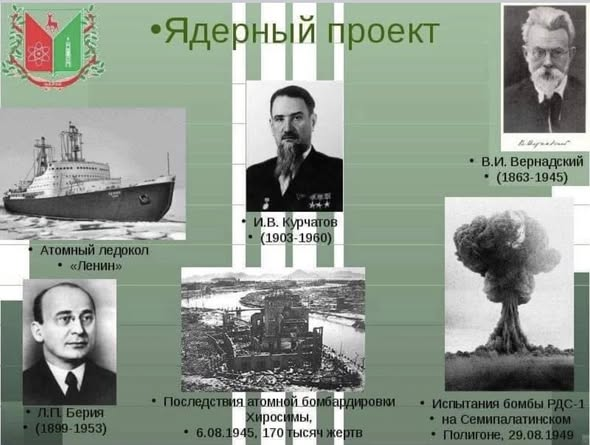 •Ядерный проект
• В.И. Вернадский
• (1863-1945)
• И.В. Курчатов
• (1903-1960)
• Атомный ледокол
• «Ленин»
• Л.П. Берия
• (1899-1953)
• Последствия атомной бомбардировки
Хиросимы,
• 6.08.1945, 170 тысяч жертв
• Испытания бомбы РДС-1
• на Семипалатинском
• Полигоне, 29.08.1949